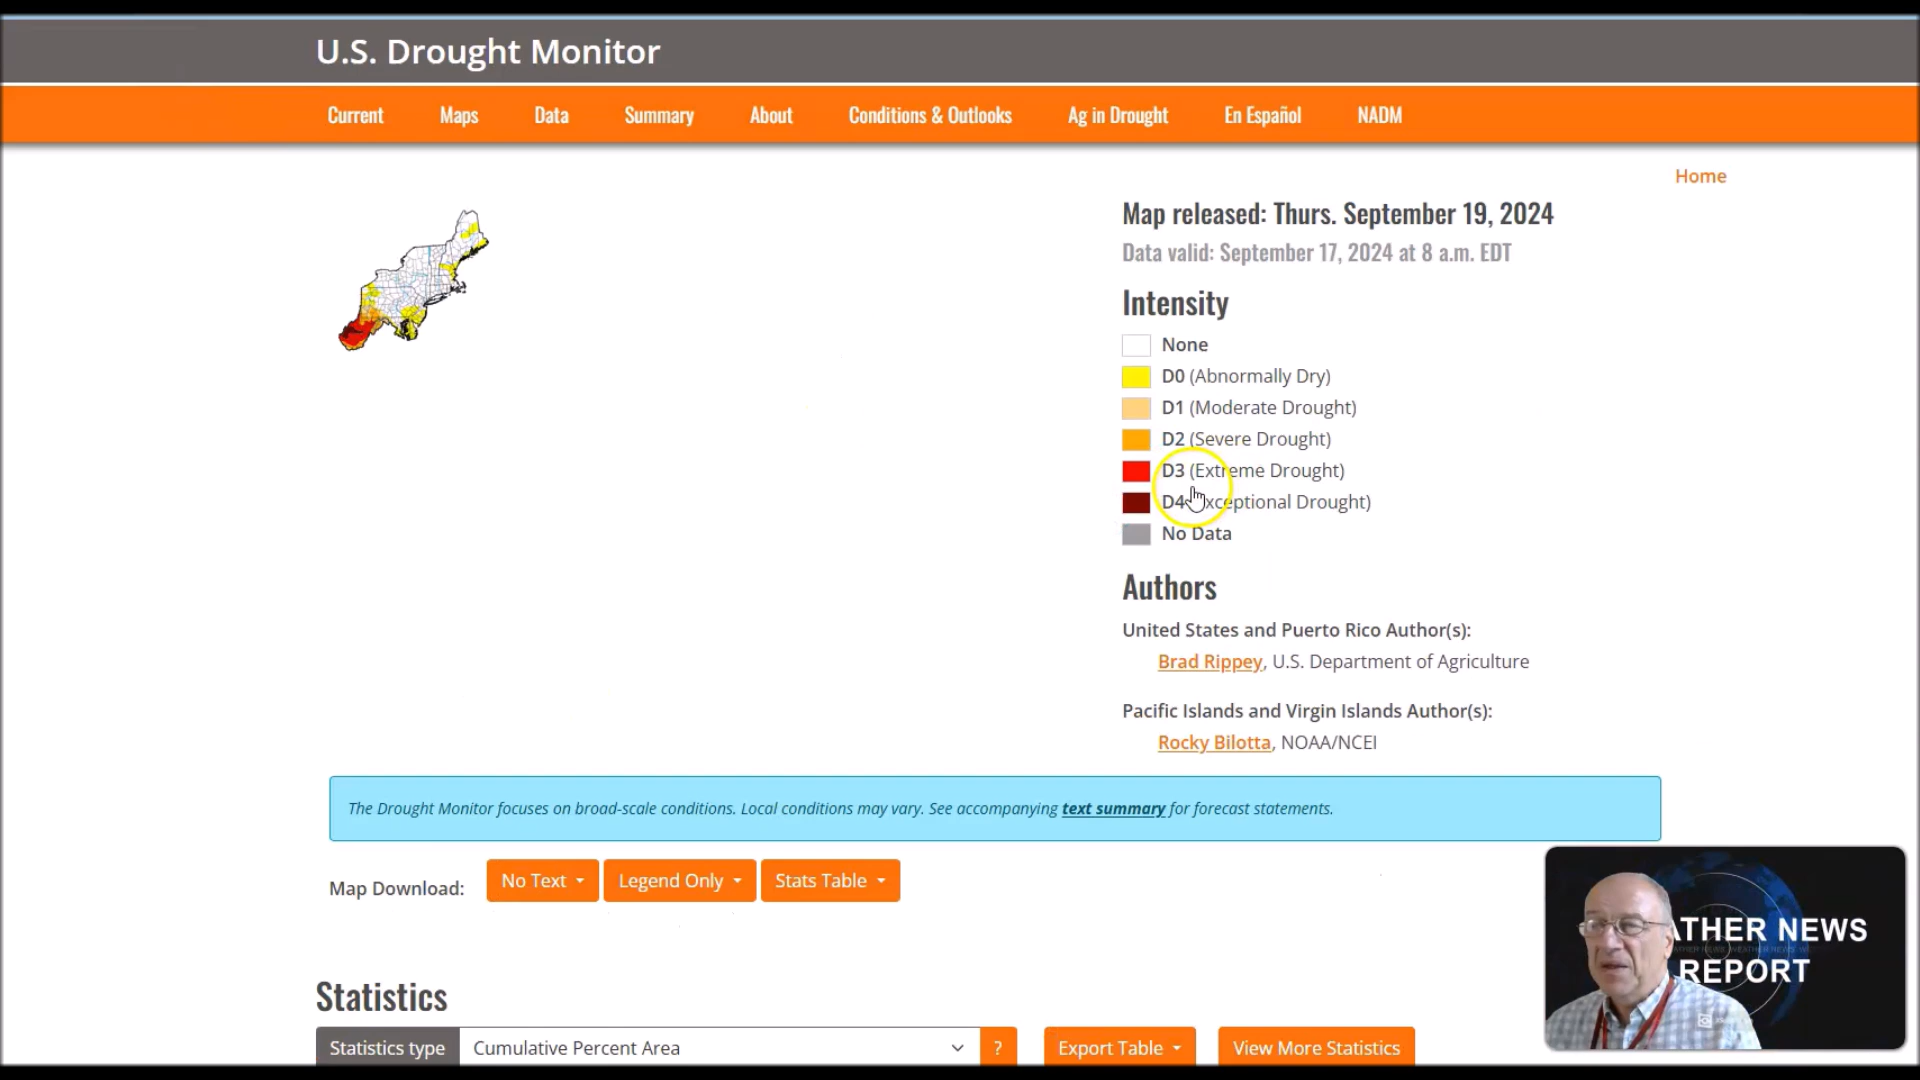 U.S. Drought Monitor
Current Maps Data Summary About Conditions & Outlooks Ag in Drought En Español NADM
Home
Map released: Thurs. September 19, 2024
Data valid: September 17, 2024 at 8 a.m. EDT
Intensity
None
D0 (Abnormally Dry)
D1 (Moderate Drought)
D2 (Severe Drought)
D3 (Extreme Drought)
D4 (Exceptional Drought)
No Data
Authors
United States and Puerto Rico Author(s):
Brad Rippey, U.S. Department of Agriculture
Pacific Islands and Virgin Islands Author(s):
Rocky Bilotta, NOAA/NCEI
The Drought Monitor focuses on broad-scale conditions. Local conditions may vary. See accompanying text summary for forecast statements.
Map Download: No Text Legend Only Stats Table
ATHER NEWS
REPORT
Statistics
Statistics type Cumulative Percent Area ? Export Table View More Statistics